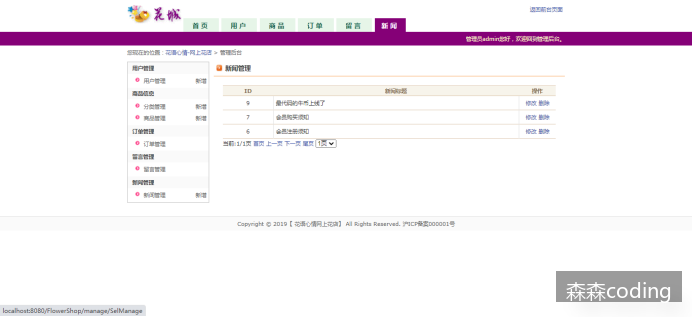 花城
返回前台页面
首页 用户 商品 订单 留言 新闻
管理员admin您好，欢迎回到管理后台。
您现在的位置：花语心情-网上花店 > 管理后台
用户管理
用户管理 新增
商品信息
分类管理 新增
商品管理 新增
订单管理
订单管理
留言管理
留言管理
新闻管理
新闻管理 新增
新闻管理
ID 新闻标题 操作
9 最代码的牛币上线了 修改 删除
7 会员购买须知 修改 删除
6 会员注册须知 修改 删除
当前:1/1页 首页 上一页 下一页 尾页 1页
Copyright © 2019【 花语心情网上花店】 All Rights Reserved. 沪ICP备案000001号
森森coding
localhost:8080/FlowerShop/manage/SelManage